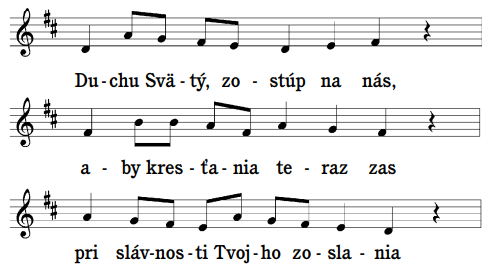 Du-chu Svä-tý, zo - stúp na nás,
a - by kres-ťa-nia te - raz zas
pri sláv-nos-ti Tvoj-ho zo-sla-nia